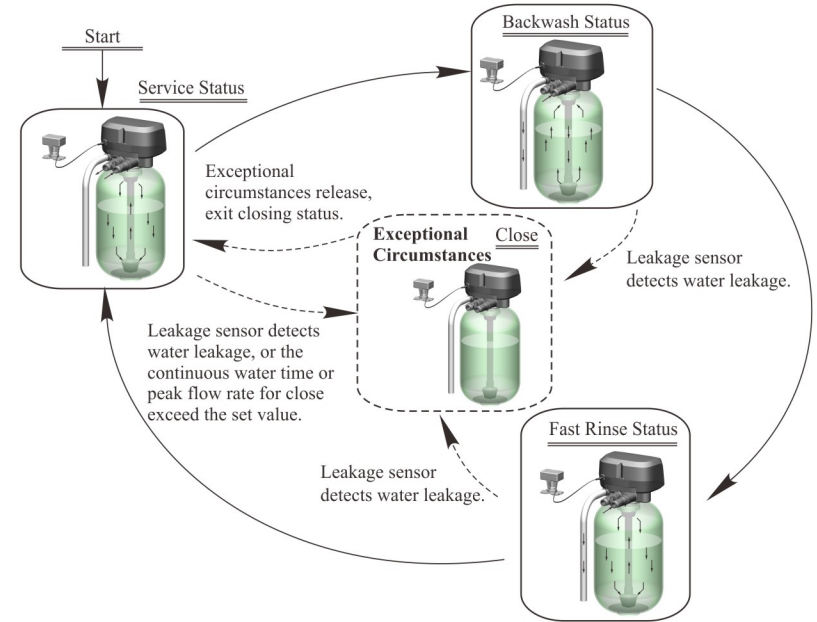 Start
Service Status
Backwash Status
Exceptional
circumstances release,
exit closing status.
Exceptional
Circumstances
Close
Leakage sensor
detects water leakage.
Leakage sensor detects
water leakage, or the
continuous water time or
peak flow rate for close
exceed the set value.
Fast Rinse Status
Leakage sensor
detects water leakage.